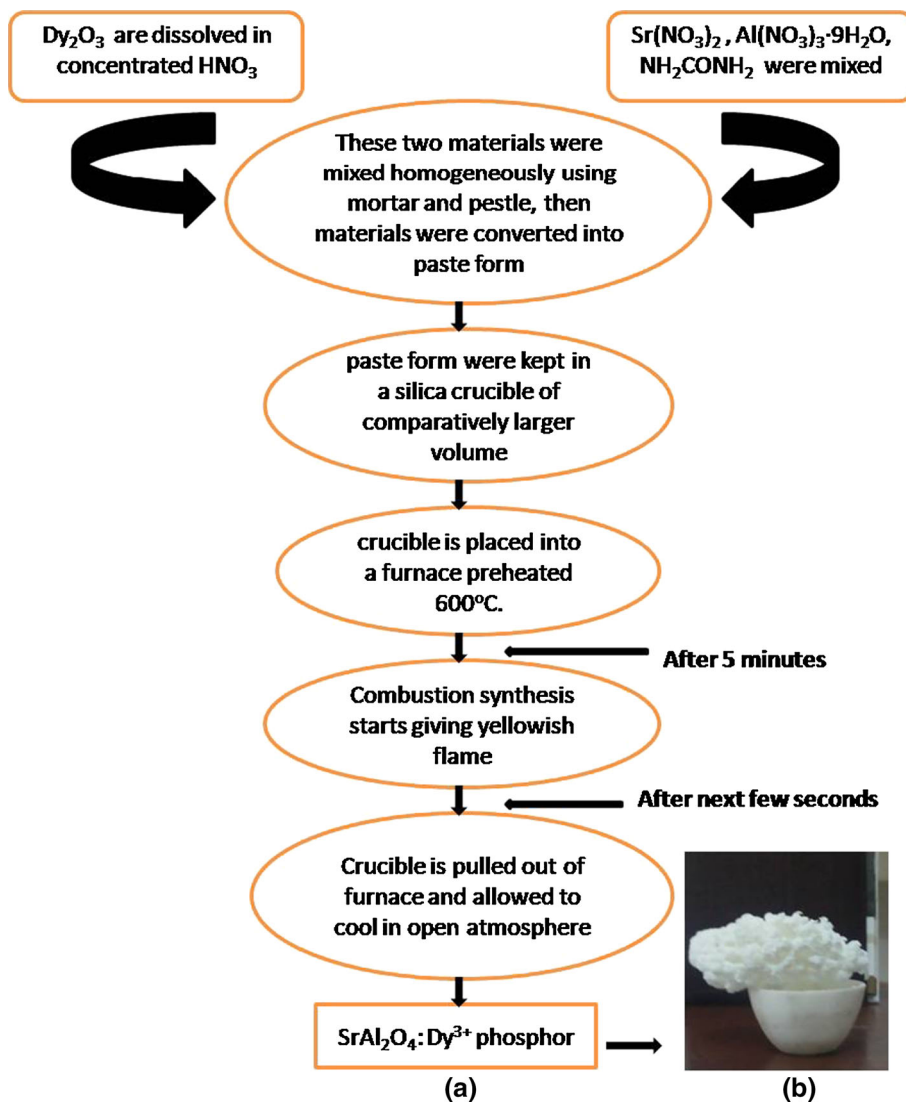 Dy₂O₃ are dissolved in
concentrated HNO₃
Sr(NO₃)₂ , Al(NO₃)₃·9H₂O,
NH₂CONH₂ were mixed
These two materials were
mixed homogeneously using
mortar and pestle, then
materials were converted into
paste form
paste form were kept in
a silica crucible of
comparatively larger
volume
crucible is placed into
a furnace preheated
600°C.
After 5 minutes
Combustion synthesis
starts giving yellowish
flame
After next few seconds
Crucible is pulled out of
furnace and allowed to
cool in open atmosphere
SrAl₂O₄: Dy³⁺ phosphor
(a)
(b)